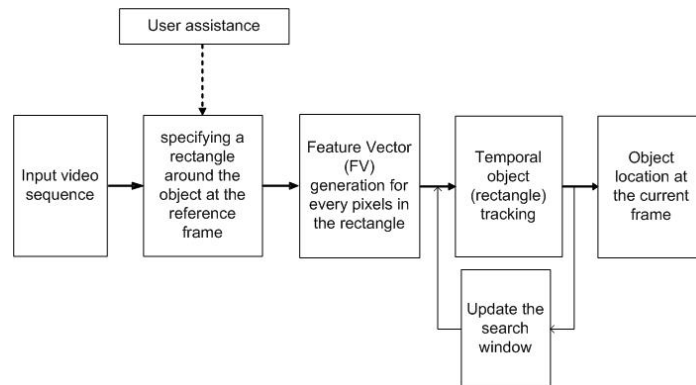 User assistance
Input video
sequence
specifying a
rectangle
around the
object at the
reference
frame
Feature Vector
(FV)
generation for
every pixels in
the rectangle
Temporal
object
(rectangle)
tracking
Object
location at
the current
frame
Update the
search
window